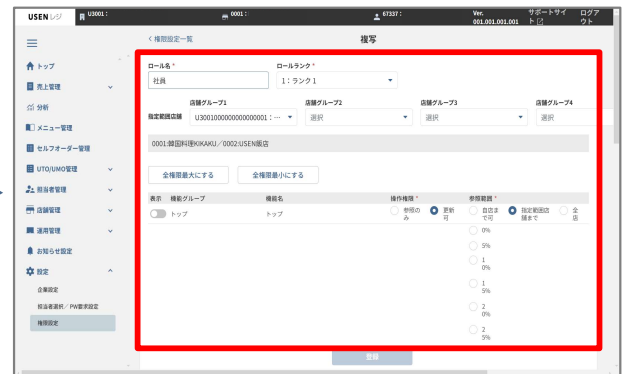 USEN レジ U3001: 0001: 67337: Ver. 001.001.001.001 サポートサイト ログアウト
< 権限設定一覧 複写
トップ
売上管理
分析
メニュー管理
セルフオーダー管理
UTO/UMO管理
担当者管理
店舗管理
運用管理
お知らせ設定
設定
企業設定
担当者選択/ PW要求設定
権限設定
ロール名 * ロールランク *
社員 1:ランク1
店舗グループ1 店舗グループ2 店舗グループ3 店舗グループ4
指定範囲店舗 U3001000000000000001:… 選択 選択 選択
0001:韓国料理KIKAKU/0002:USEN飯店
全権限最大にする 全権限最小にする
表示 機能グループ 機能名 操作権限 * 参照範囲 *
トップ トップ 参照のみ 更新可 自店まで可 指定範囲店舗まで 全店
0%
5%
1
0%
1
5%
2
0%
2
5%
登録